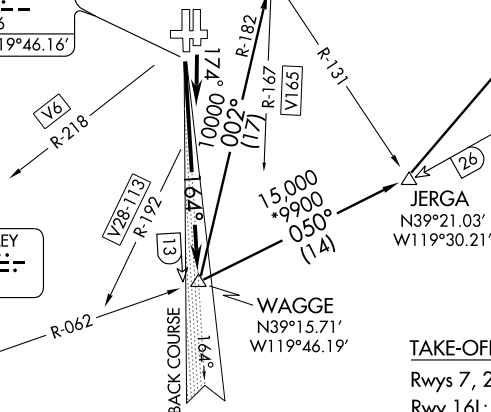 6
19°46.16'
V6
R-218
174°
10000
002°
(17)
R-182
R-167
V165
R-131
26
JERGA
N39°21.03'
W119°30.21'
15,000
*9900
050°
(14)
V28-113
R-192
164°
13
EY
R-062
WAGGE
N39°15.71'
W119°46.19'
BACK COURSE
164°
TAKE-OF
Rwys 7, 2
Rwy 16L: